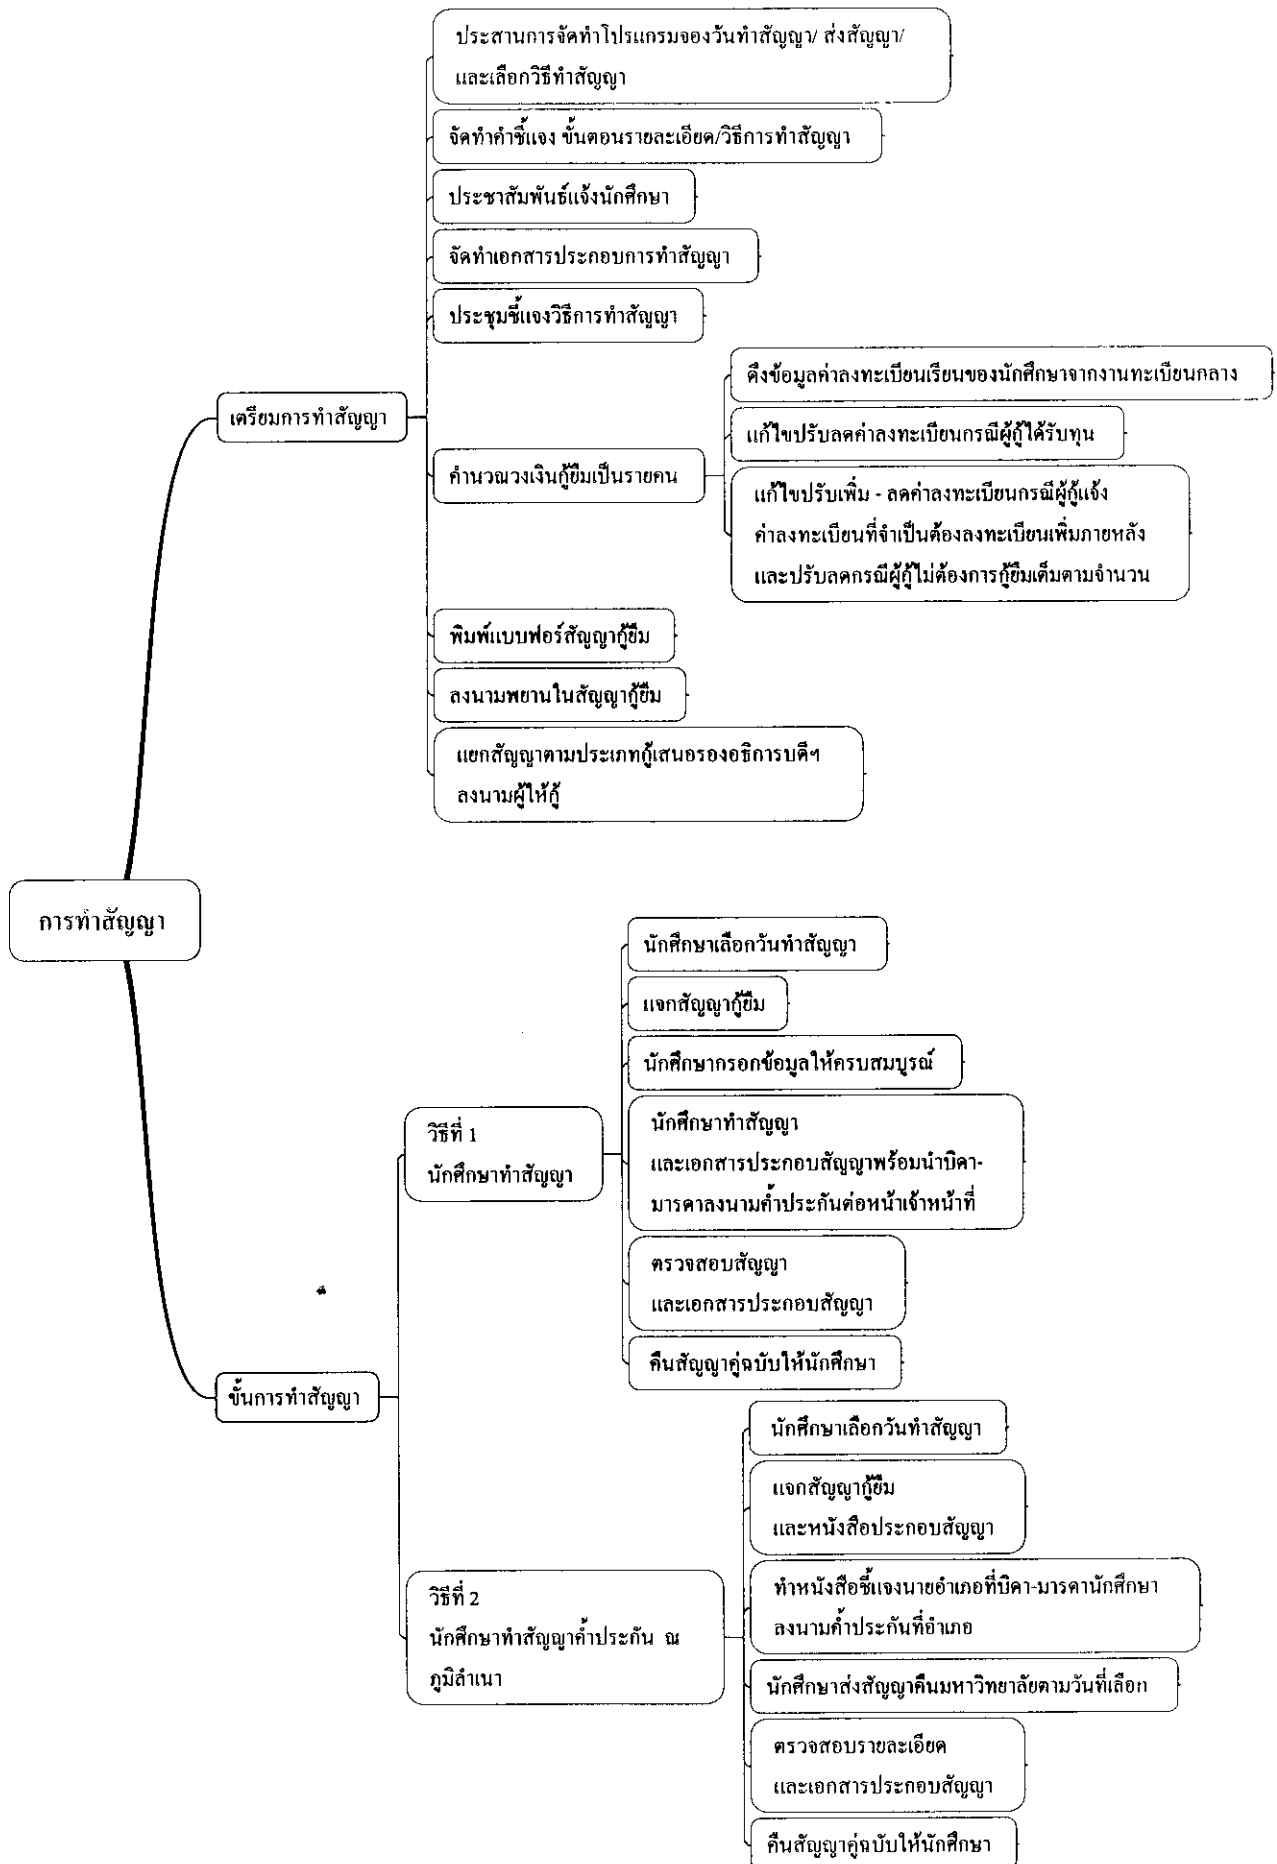 ประสานการจัดทำโปรแกรมจองวันทำสัญญา/ ส่งสัญญา/
และเลือกวิธีทำสัญญา
จัดทำคำชี้แจง ขั้นตอนรายละเอียด/วิธีการทำสัญญา
ประชาสัมพันธ์แจ้งนักศึกษา
จัดทำเอกสารประกอบการทำสัญญา
ประชุมชี้แจงวิธีการทำสัญญา
เตรียมการทำสัญญา
คำนวณวงเงินกู้ยืมเป็นรายคน
ดึงข้อมูลค่าลงทะเบียนเรียนของนักศึกษาจากงานทะเบียนกลาง
แก้ไขปรับลดค่าลงทะเบียนกรณีผู้กู้ได้รับทุน
แก้ไขปรับเพิ่ม - ลดค่าลงทะเบียนกรณีผู้กู้แจ้ง
ค่าลงทะเบียนที่จำเป็นต้องลงทะเบียนเพิ่มภายหลัง
และปรับลดกรณีผู้กู้ไม่ต้องการกู้ยืมเต็มตามจำนวน
พิมพ์แบบฟอร์สัญญากู้ยืม
ลงนามพยานในสัญญากู้ยืม
แยกสัญญาตามประเภทกู้เสนอรองอธิการบดีฯ
ลงนามผู้ให้กู้
การทำสัญญา
ขั้นการทำสัญญา
วิธีที่ 1
นักศึกษาทำสัญญา
นักศึกษาเลือกวันทำสัญญา
แจกสัญญากู้ยืม
นักศึกษากรอกข้อมูลให้ครบสมบูรณ์
นักศึกษาทำสัญญา
และเอกสารประกอบสัญญาพร้อมนำบิดา-
มารดาลงนามค้ำประกันต่อหน้าเจ้าหน้าที่
ตรวจสอบสัญญา
และเอกสารประกอบสัญญา
คืนสัญญาคู่ฉบับให้นักศึกษา
วิธีที่ 2
นักศึกษาทำสัญญาค้ำประกัน ณ
ภูมิลำเนา
นักศึกษาเลือกวันทำสัญญา
แจกสัญญากู้ยืม
และหนังสือประกอบสัญญา
ทำหนังสือชี้แจงนายอำเภอที่บิดา-มารดานักศึกษา
ลงนามค้ำประกันที่อำเภอ
นักศึกษาส่งสัญญาคืนมหาวิทยาลัยตามวันที่เลือก
ตรวจสอบรายละเอียด
และเอกสารประกอบสัญญา
คืนสัญญาคู่ฉบับให้นักศึกษา